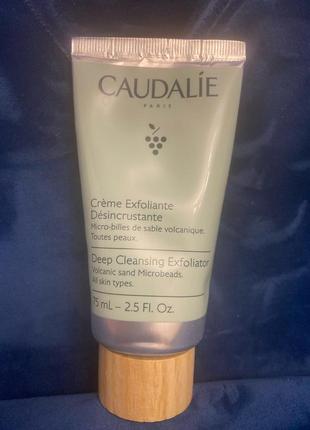 CAUDALÍE
PARIS
Crème Exfoliante
Désincrustante
Micro-billes de sable volcanique.
Toutes peaux.
Deep Cleansing Exfoliator
Volcanic sand Microbeads.
All skin types.
75 mL – 2.5 Fl. Oz.